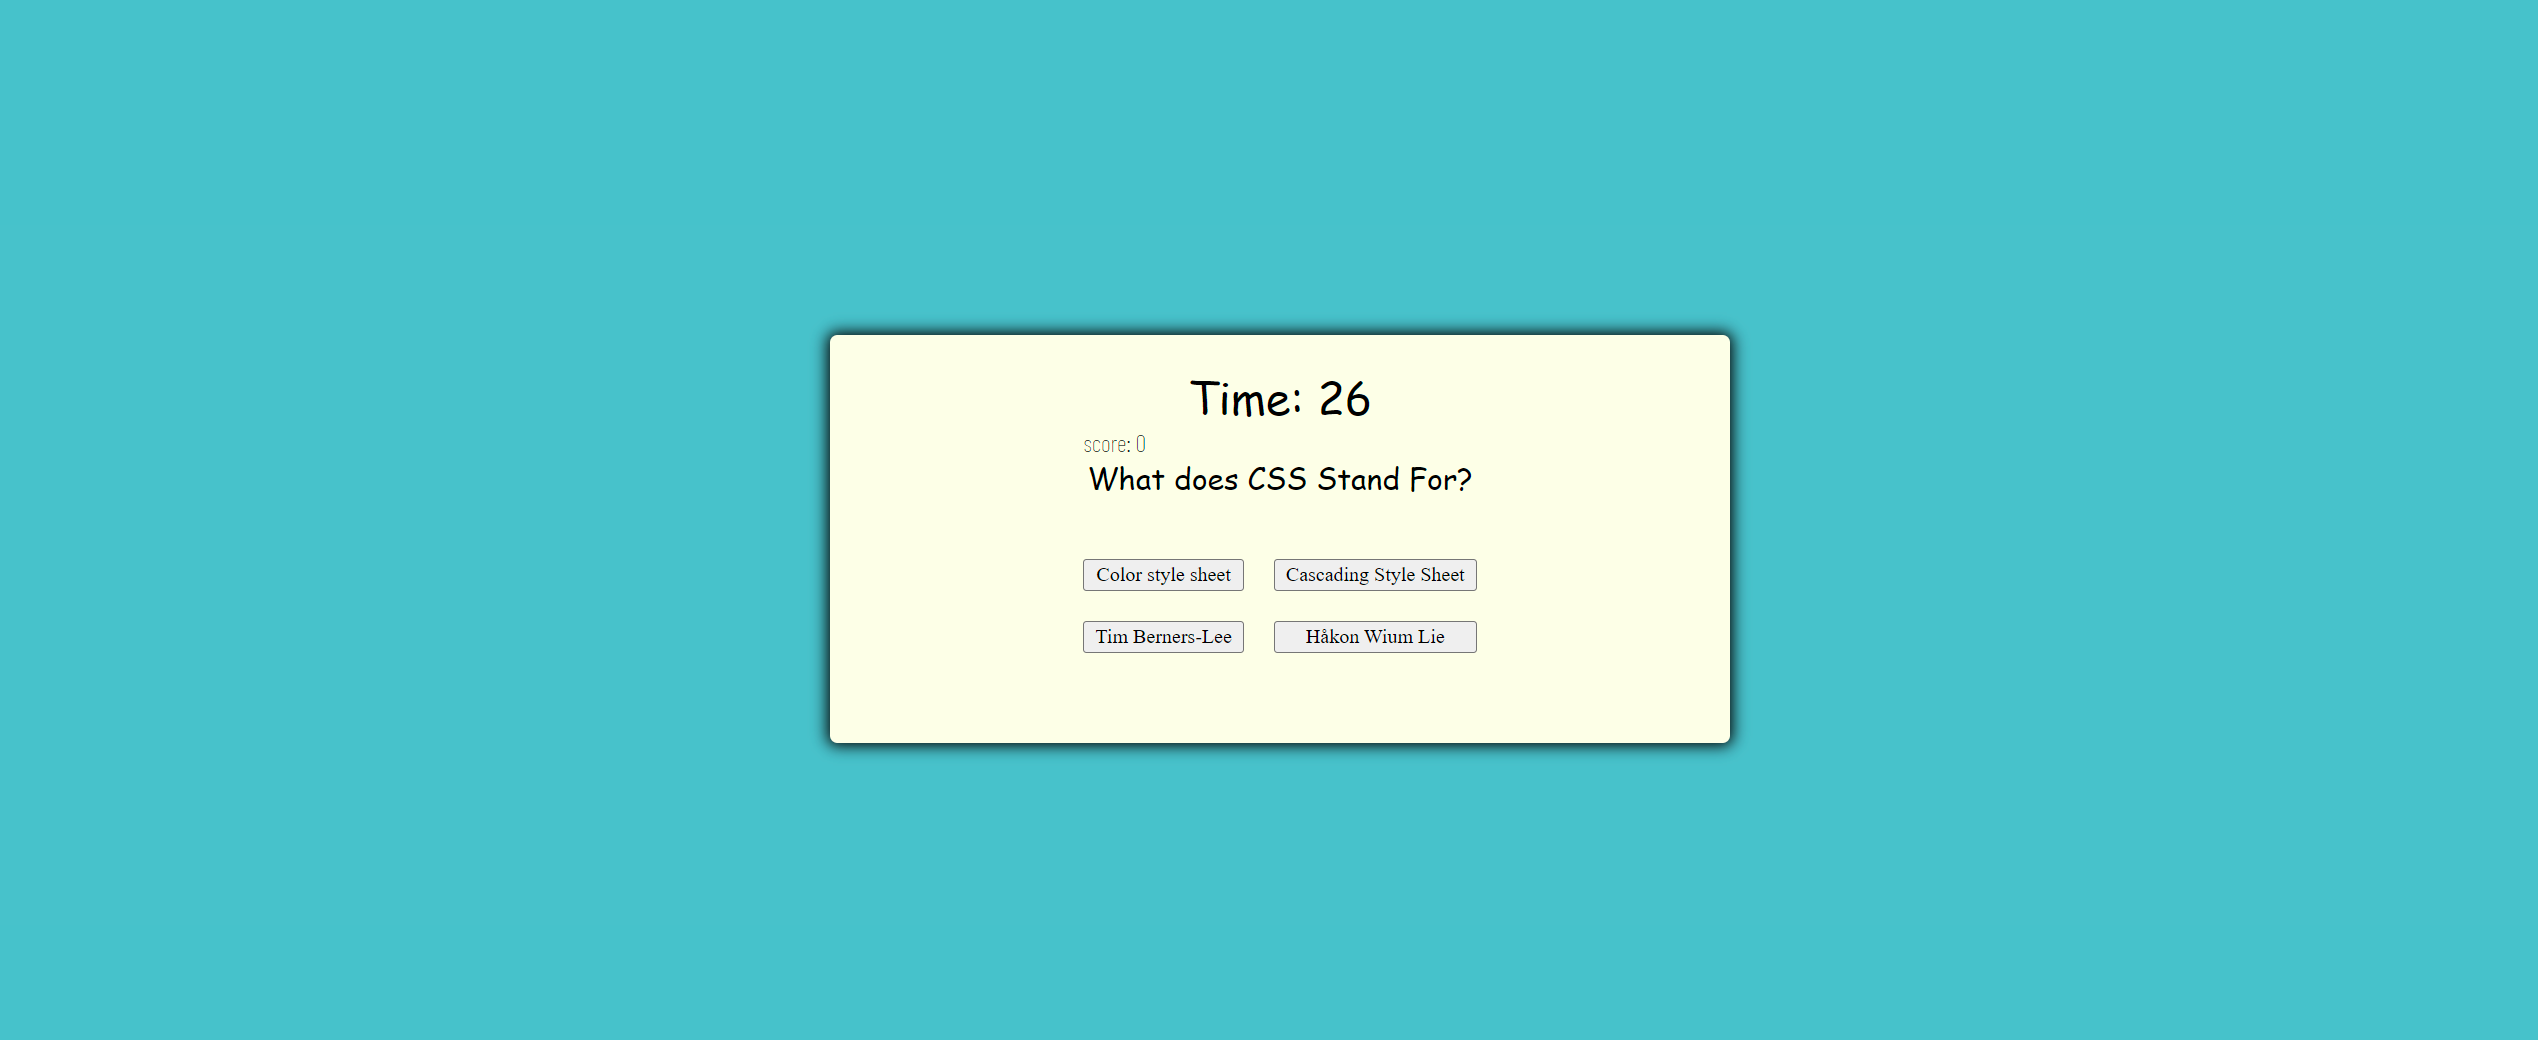 Time: 26
score: 0
What does CSS Stand For?
Color style sheet
Cascading Style Sheet
Tim Berners-Lee
Håkon Wium Lie